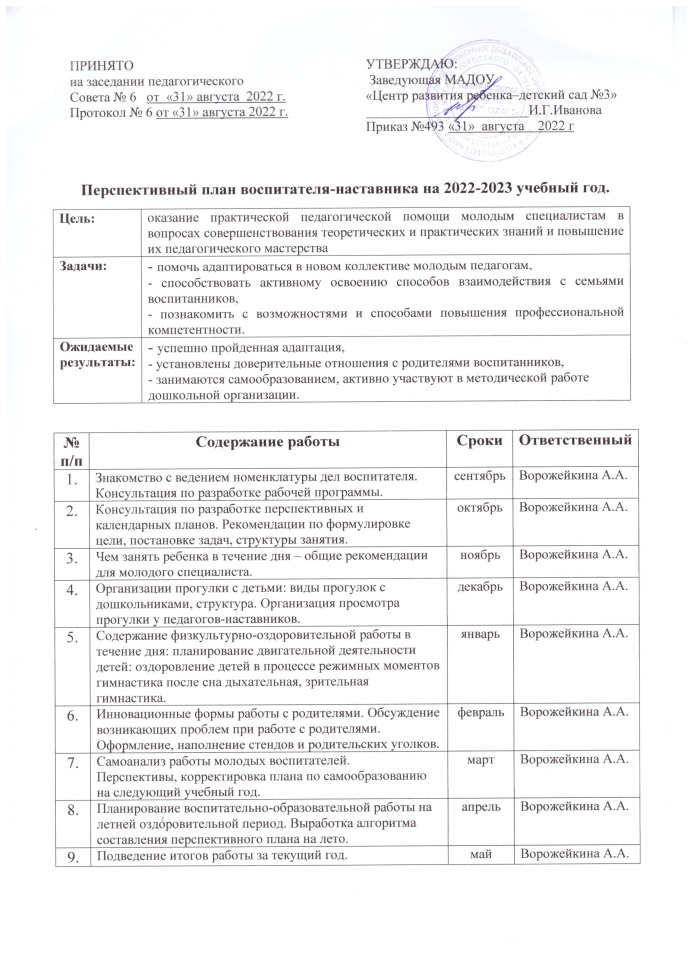 ПРИНЯТО
на заседании педагогического
Совета № 6 от «31» августа 2022 г.
Протокол № 6 от «31» августа 2022 г.
УТВЕРЖДАЮ:
Заведующая МАДОУ
«Центр развития ребенка–детский сад №3»
И.Г.Иванова
Приказ №493 «31» августа 2022 г
Перспективный план воспитателя-наставника на 2022-2023 учебный год.
Цель: оказание практической педагогической помощи молодым специалистам в
вопросах совершенствования теоретических и практических знаний и повышение
их педагогического мастерства
Задачи: - помочь адаптироваться в новом коллективе молодым педагогам,
- способствовать активному освоению способов взаимодействия с семьями
воспитанников,
- познакомить с возможностями и способами повышения профессиональной
компетентности.
Ожидаемые - успешно пройденная адаптация,
результаты: - установлены доверительные отношения с родителями воспитанников,
- занимаются самообразованием, активно участвуют в методической работе
дошкольной организации.
№ Содержание работы Сроки Ответственный
п/п
1. Знакомство с ведением номенклатуры дел воспитателя. сентябрь Ворожейкина А.А.
Консультация по разработке рабочей программы.
2. Консультация по разработке перспективных и октябрь Ворожейкина А.А.
календарных планов. Рекомендации по формулировке
цели, постановке задач, структуры занятия.
3. Чем занять ребенка в течение дня – общие рекомендации ноябрь Ворожейкина А.А.
для молодого специалиста.
4. Организации прогулки с детьми: виды прогулок с декабрь Ворожейкина А.А.
дошкольниками, структура. Организация просмотра
прогулки у педагогов-наставников.
5. Содержание физкультурно-оздоровительной работы в январь Ворожейкина А.А.
течение дня: планирование двигательной деятельности
детей: оздоровление детей в процессе режимных моментов
гимнастика после сна дыхательная, зрительная
гимнастика.
6. Инновационные формы работы с родителями. Обсуждение февраль Ворожейкина А.А.
возникающих проблем при работе с родителями.
Оформление, наполнение стендов и родительских уголков.
7. Самоанализ работы молодых воспитателей. март Ворожейкина А.А.
Перспективы, корректировка плана по самообразованию
на следующий учебный год.
8. Планирование воспитательно-образовательной работы на апрель Ворожейкина А.А.
летней оздоровительной период. Выработка алгоритма
составления перспективного плана на лето.
9. Подведение итогов работы за текущий год. май Ворожейкина А.А.